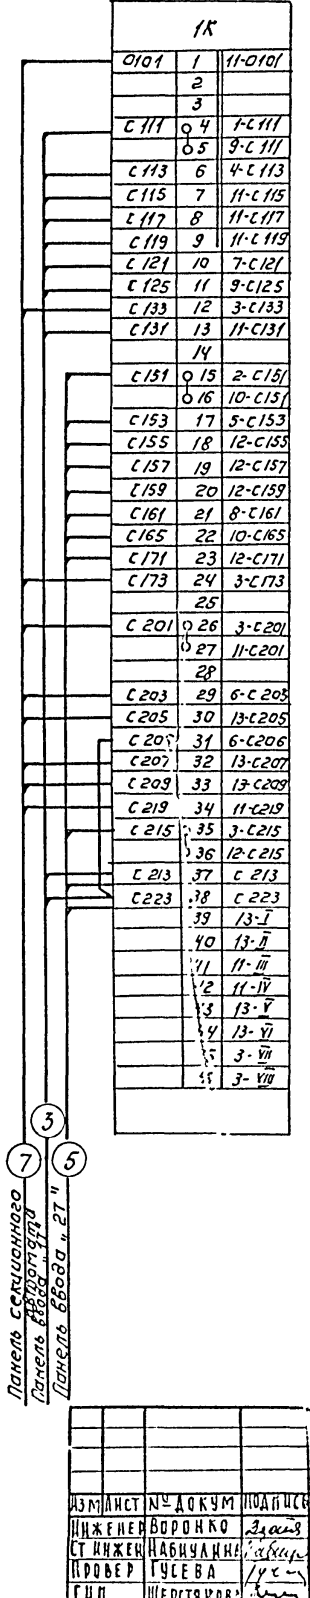 1К
0101 1 11-0101
2
3
С111 4 1-С111
5 9-С111
С113 6 4-С113
С115 7 11-С115
С117 8 11-С117
С119 9 11-С119
С121 10 7-С121
С125 11 9-С125
С133 12 3-С133
С131 13 11-С131
14
С151 15 2-С151
16 10-С151
С153 17 5-С153
С155 18 12-С155
С157 19 12-С157
С159 20 12-С159
С161 21 8-С161
С165 22 10-С165
С171 23 12-С171
С173 24 3-С173
25
С201 26 3-С201
27 11-С201
28
С203 29 6-С203
С205 30 13-С205
31 6-С206
С207 32 13-С207
С209 33 13-С209
С219 34 11-С219
С215 35 3-С215
36 12-С215
С213 37 С213
С223 38 С223
39 13-I
40 13-II
11-III
11-IV
13-V
13-VI
3-VII
3-VIII
3
7
5
Панель секционного
автомата
Панель ввода „1Т"
Панель ввода „2Т"
ИЗМ ЛИСТ № ДОКУМ ПОДПИСЬ
ИНЖЕНЕР ВОРОНКО
СТ ИНЖЕН
ПРОВЕР ГУСЕВА
ГИП